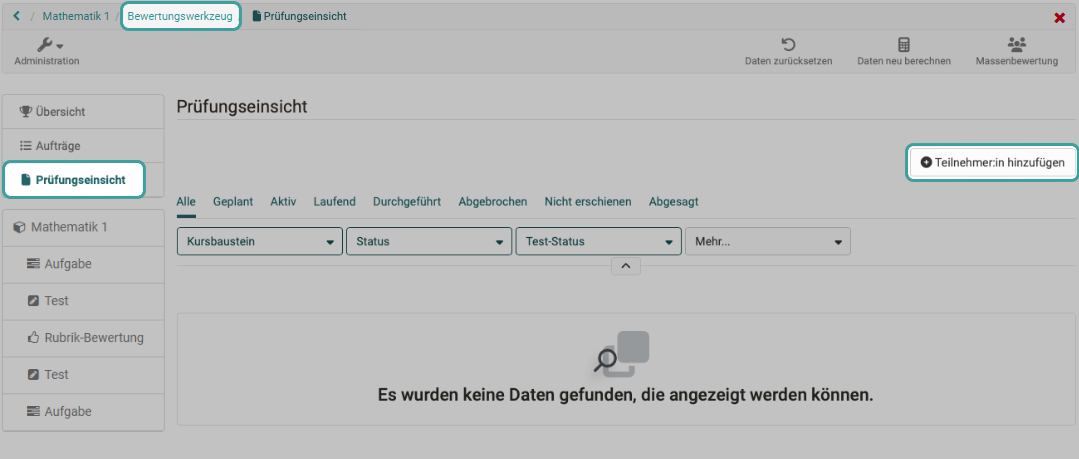 / Mathematik 1 / Bewertungswerkzeug / Prüfungseinsicht
Administration
Daten zurücksetzen
Daten neu berechnen
Massenbewertung
Übersicht
Aufträge
Prüfungseinsicht
Mathematik 1
Aufgabe
Test
Rubrik-Bewertung
Test
Aufgabe
Prüfungseinsicht
Teilnehmer:in hinzufügen
Alle Geplant Aktiv Laufend Durchgeführt Abgebrochen Nicht erschienen Abgesagt
Kursbaustein Status Test-Status Mehr...
Es wurden keine Daten gefunden, die angezeigt werden können.